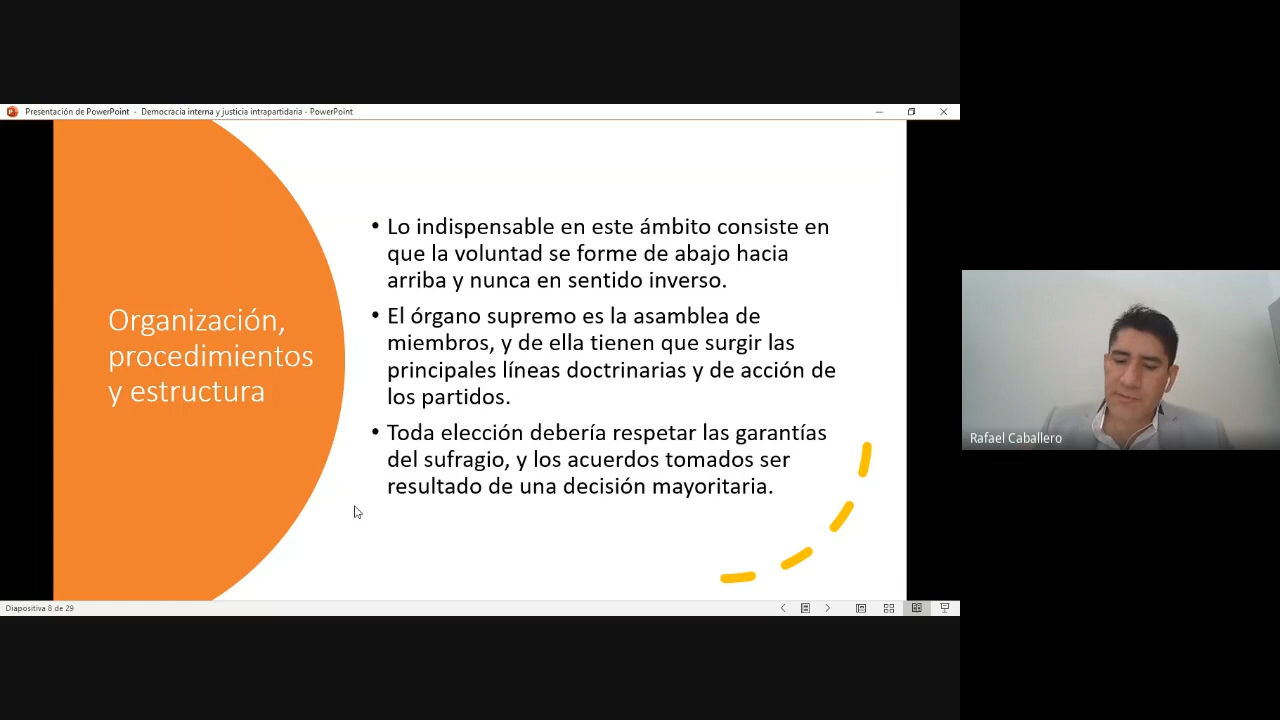 Presentación de PowerPoint - Democracia interna y justicia intrapartidaria - PowerPoint
Organización,
procedimientos
y estructura
• Lo indispensable en este ámbito consiste en
que la voluntad se forme de abajo hacia
arriba y nunca en sentido inverso.
• El órgano supremo es la asamblea de
miembros, y de ella tienen que surgir las
principales líneas doctrinarias y de acción de
los partidos.
• Toda elección debería respetar las garantías
del sufragio, y los acuerdos tomados ser
resultado de una decisión mayoritaria.
Rafael Caballero
Diapositiva 8 de 29